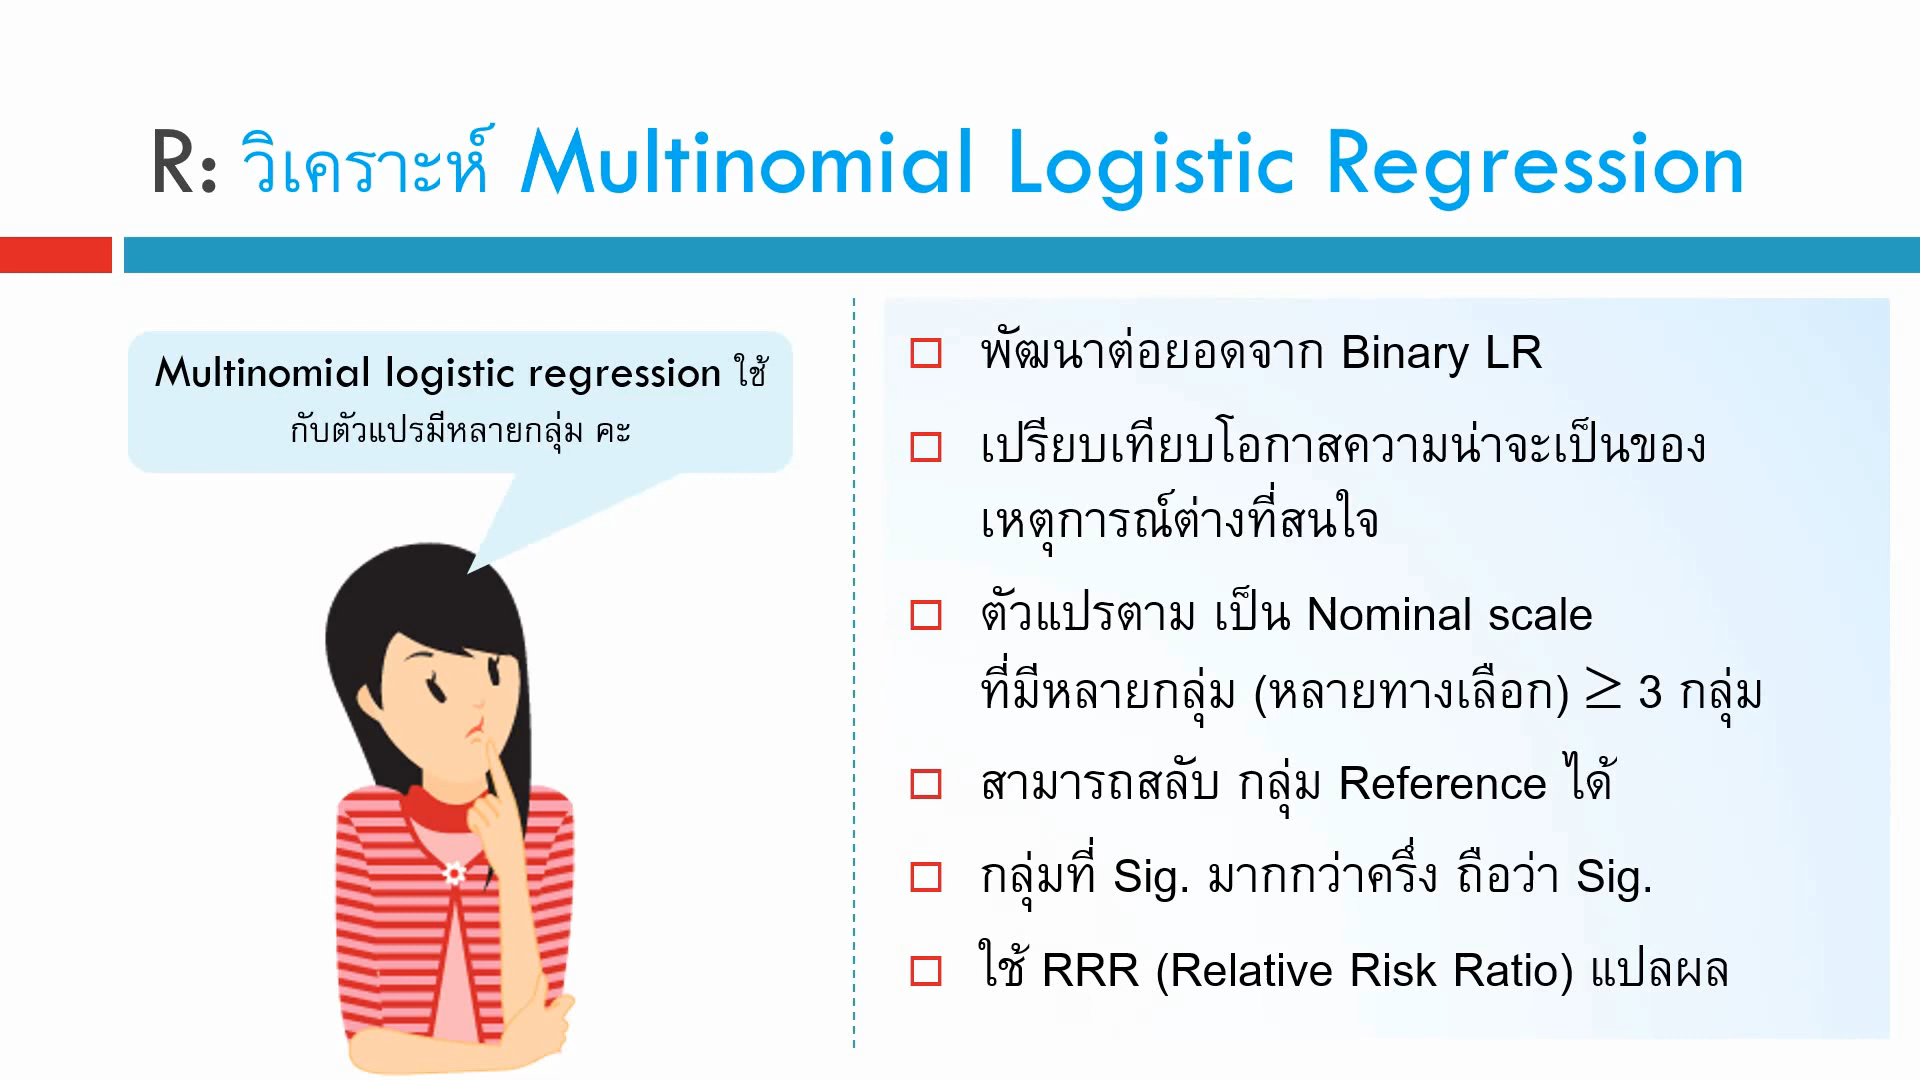 R: วิเคราะห์ Multinomial Logistic Regression
Multinomial logistic regression ใช้
กับตัวแปรมีหลายกลุ่ม คะ
พัฒนาต่อยอดจาก Binary LR
เปรียบเทียบโอกาสความน่าจะเป็นของ
เหตุการณ์ต่างที่สนใจ
ตัวแปรตาม เป็น Nominal scale
ที่มีหลายกลุ่ม (หลายทางเลือก) ≥ 3 กลุ่ม
สามารถสลับ กลุ่ม Reference ได้
กลุ่มที่ Sig. มากกว่าครึ่ง ถือว่า Sig.
ใช้ RRR (Relative Risk Ratio) แปลผล